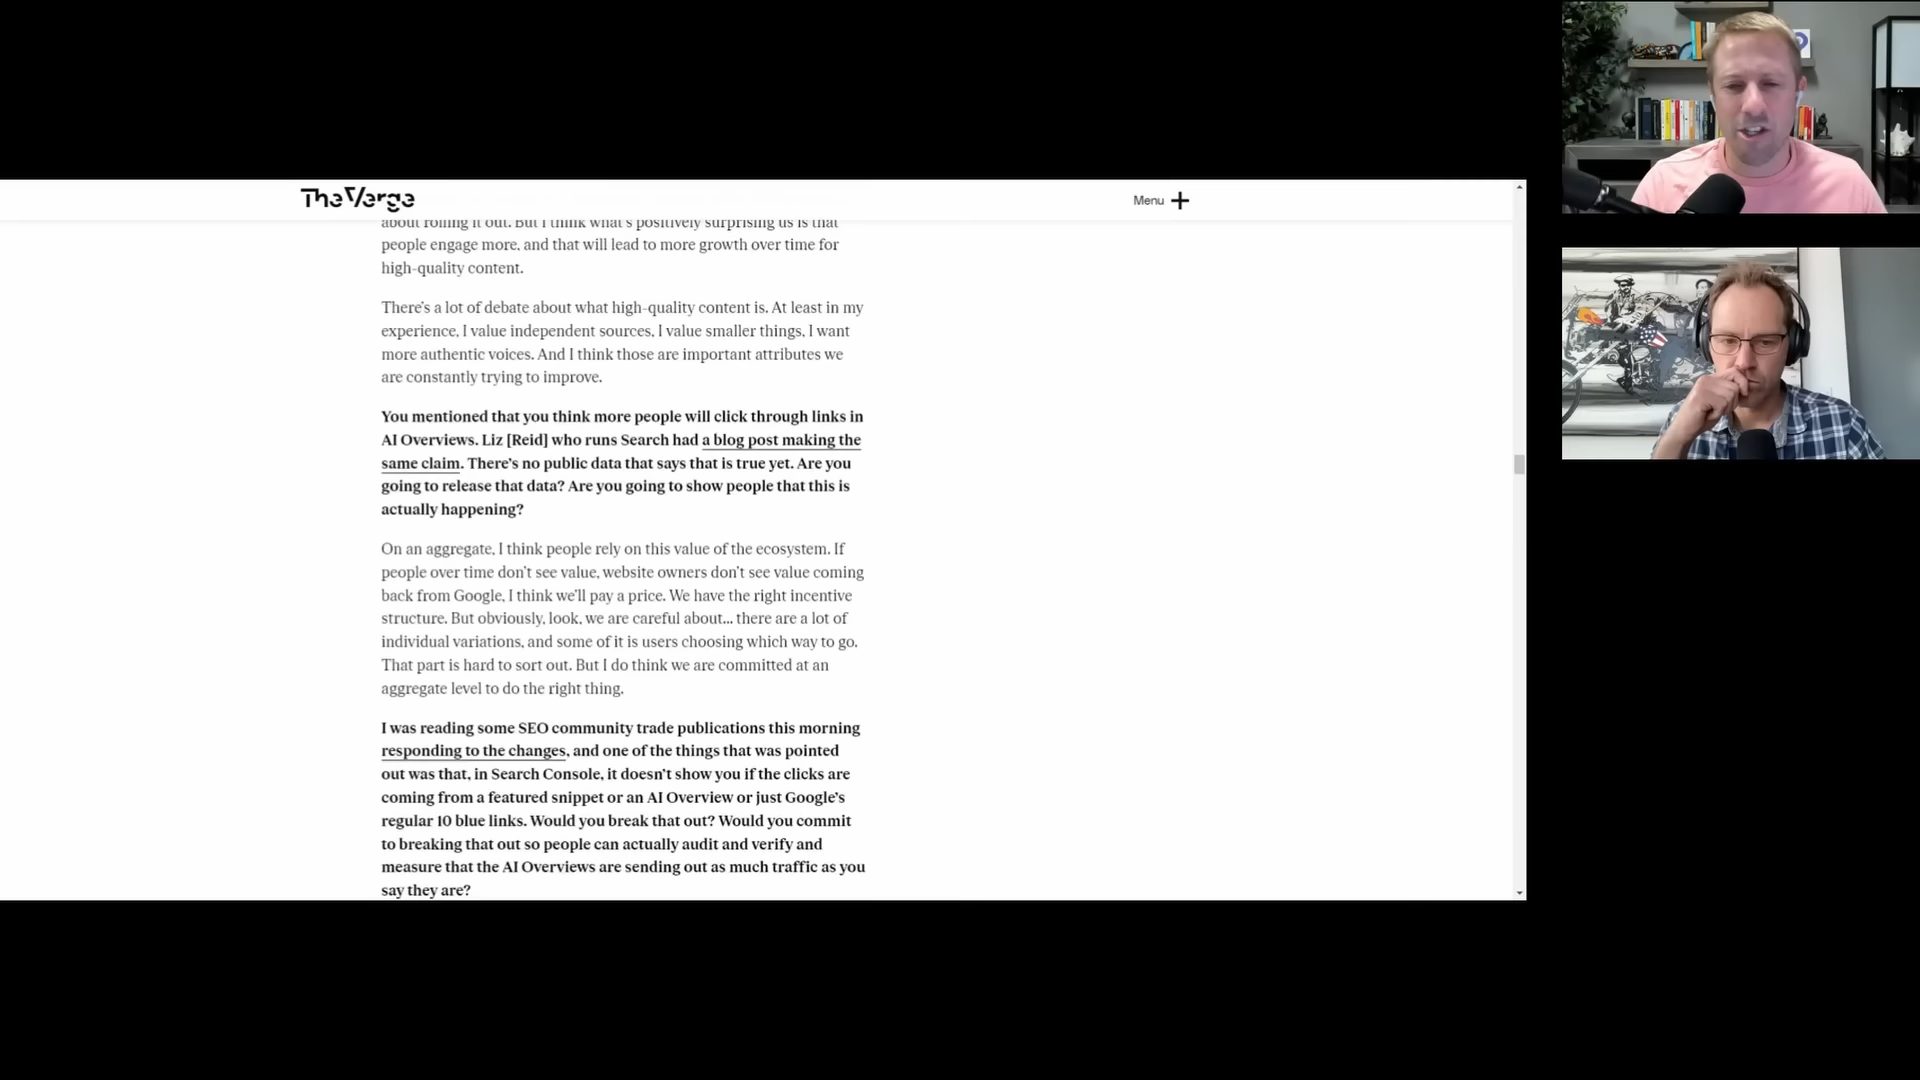 The Verge
Menu
about rolling it out. But I think what's positively surprising us is that
people engage more, and that will lead to more growth over time for
high-quality content.
There's a lot of debate about what high-quality content is. At least in my
experience, I value independent sources, I value smaller things, I want
more authentic voices. And I think those are important attributes we
are constantly trying to improve.
You mentioned that you think more people will click through links in
AI Overviews. Liz [Reid] who runs Search had a blog post making the
same claim. There's no public data that says that is true yet. Are you
going to release that data? Are you going to show people that this is
actually happening?
On an aggregate, I think people rely on this value of the ecosystem. If
people over time don't see value, website owners don't see value coming
back from Google, I think we'll pay a price. We have the right incentive
structure. But obviously, look, we are careful about... there are a lot of
individual variations, and some of it is users choosing which way to go.
That part is hard to sort out. But I do think we are committed at an
aggregate level to do the right thing.
I was reading some SEO community trade publications this morning
responding to the changes, and one of the things that was pointed
out was that, in Search Console, it doesn't show you if the clicks are
coming from a featured snippet or an AI Overview or just Google's
regular 10 blue links. Would you break that out? Would you commit
to breaking that out so people can actually audit and verify and
measure that the AI Overviews are sending out as much traffic as you
say they are?